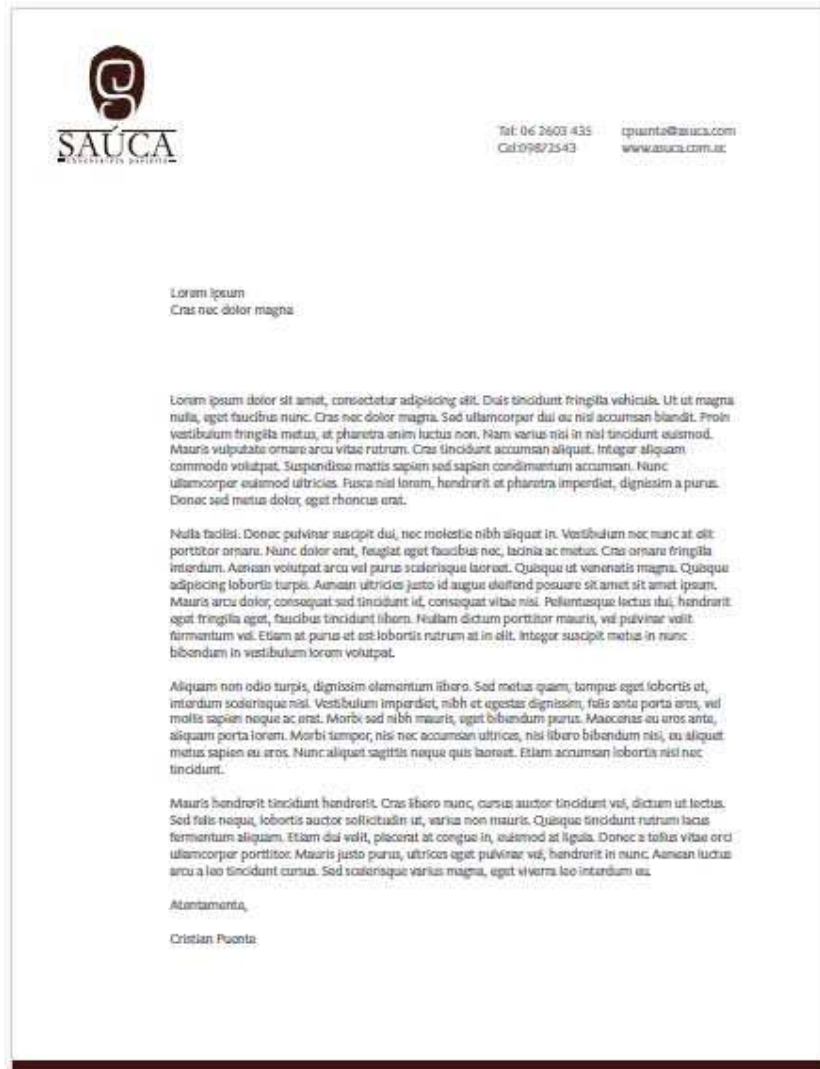 SAÚCA
Tel: 06 2603 435
Cel:09872543
cpuente@asuca.com
www.asuca.com.ec
Lorem Ipsum
Cras nec dolor magna
Lorem ipsum dolor sit amet, consectetur adipiscing elit. Duis tincidunt fringilla vehicula. Ut ut magna
nulla, eget faucibus nunc. Cras nec dolor magna. Sed ullamcorper dui eu nisl accumsan blandit. Proin
vestibulum fringilla metus, et pharetra enim luctus non. Nam varius nisi in nisl tincidunt euismod.
Mauris vulputate ornare arcu vitae rutrum. Cras tincidunt accumsan aliquet. Integer aliquam
commodo volutpat. Suspendisse mattis sapien sed sapien condimentum accumsan. Nunc
ullamcorper euismod ultricies. Fusce nisl lorem, hendrerit et pharetra imperdiet, dignissim a purus.
Donec sed metus dolor, eget rhoncus erat.
Nulla facilisi. Donec pulvinar suscipit dui, nec molestie nibh aliquet in. Vestibulum nec nunc at elit
porttitor ornare. Nunc dolor erat, feugiat eget faucibus nec, lacinia ac metus. Cras ornare fringilla
interdum. Aenean volutpat arcu vel purus scelerisque laoreet. Quisque ut venenatis magna. Quisque
adipiscing lobortis turpis. Aenean ultricies justo id augue eleifend posuere sit amet sit amet ipsum.
Mauris arcu dolor, consequat sed tincidunt id, consequat vitae nisi. Pellentesque lectus dui, hendrerit
eget fringilla eget, faucibus tincidunt libero. Nullam dictum porttitor mauris, vel pulvinar velit
fermentum vel. Etiam at purus et est lobortis rutrum at in elit. Integer suscipit metus in nunc
bibendum in vestibulum lorem volutpat.
Aliquam non odio turpis, dignissim elementum libero. Sed metus quam, tempus eget lobortis et,
interdum scelerisque nisl. Vestibulum imperdiet, nibh et egestas dignissim, felis ante porta eros, vel
mollis sapien neque ac erat. Morbi sed nibh mauris, eget bibendum purus. Maecenas eu eros ante,
aliquam porta lorem. Morbi tempor, nisi nec accumsan ultrices, nisi libero bibendum nisi, eu aliquet
metus sapien eu eros. Nunc aliquet sagittis neque quis laoreet. Etiam accumsan lobortis nisl nec
tincidunt.
Mauris hendrerit tincidunt hendrerit. Cras libero nunc, cursus auctor tincidunt vel, dictum ut lectus.
Sed felis neque, lobortis auctor sollicitudin ut, varius non mauris. Quisque tincidunt rutrum lacus
fermentum aliquam. Etiam dui velit, placerat at congue in, euismod at ligula. Donec a tellus vitae orci
ullamcorper porttitor. Mauris justo purus, ultrices eget pulvinar vel, hendrerit in nunc. Aenean luctus
arcu a leo tincidunt cursus. Sed scelerisque varius magna, eget viverra leo interdum eu.
Atentamente,
Cristian Puente